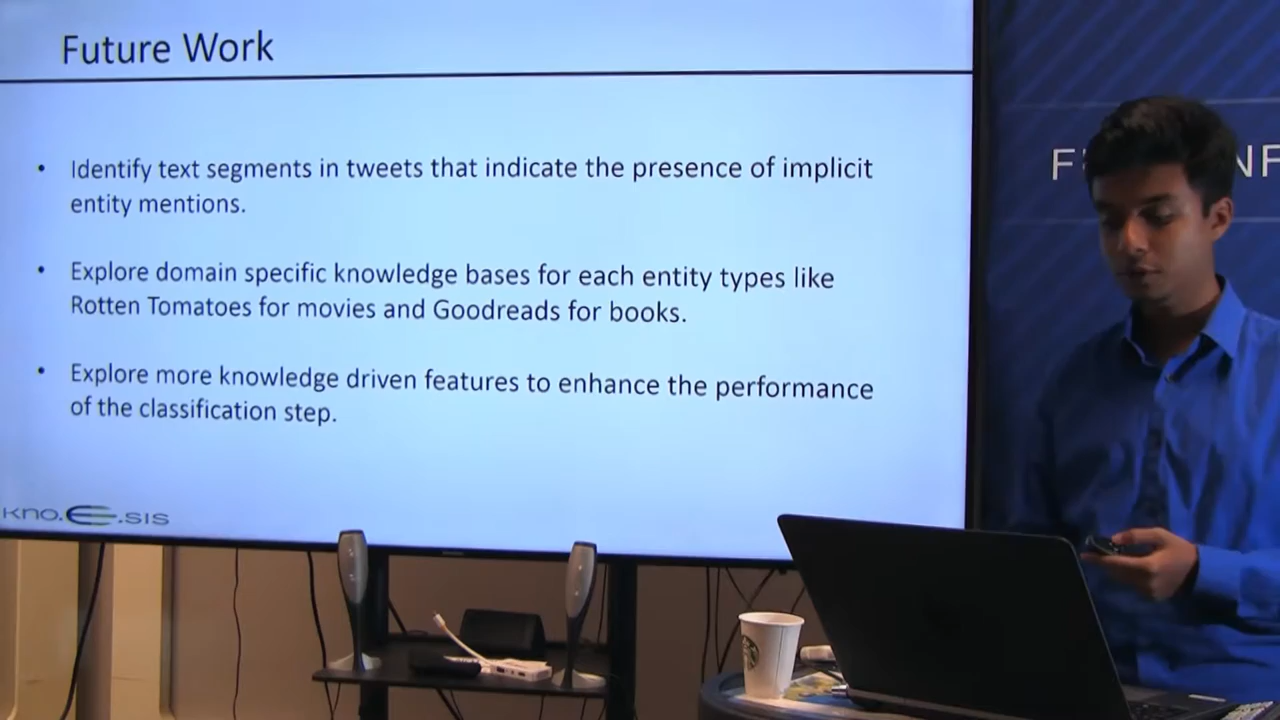 Future Work
• Identify text segments in tweets that indicate the presence of implicit
entity mentions.
• Explore domain specific knowledge bases for each entity types like
Rotten Tomatoes for movies and Goodreads for books.
• Explore more knowledge driven features to enhance the performance
of the classification step.
kno.e.sis